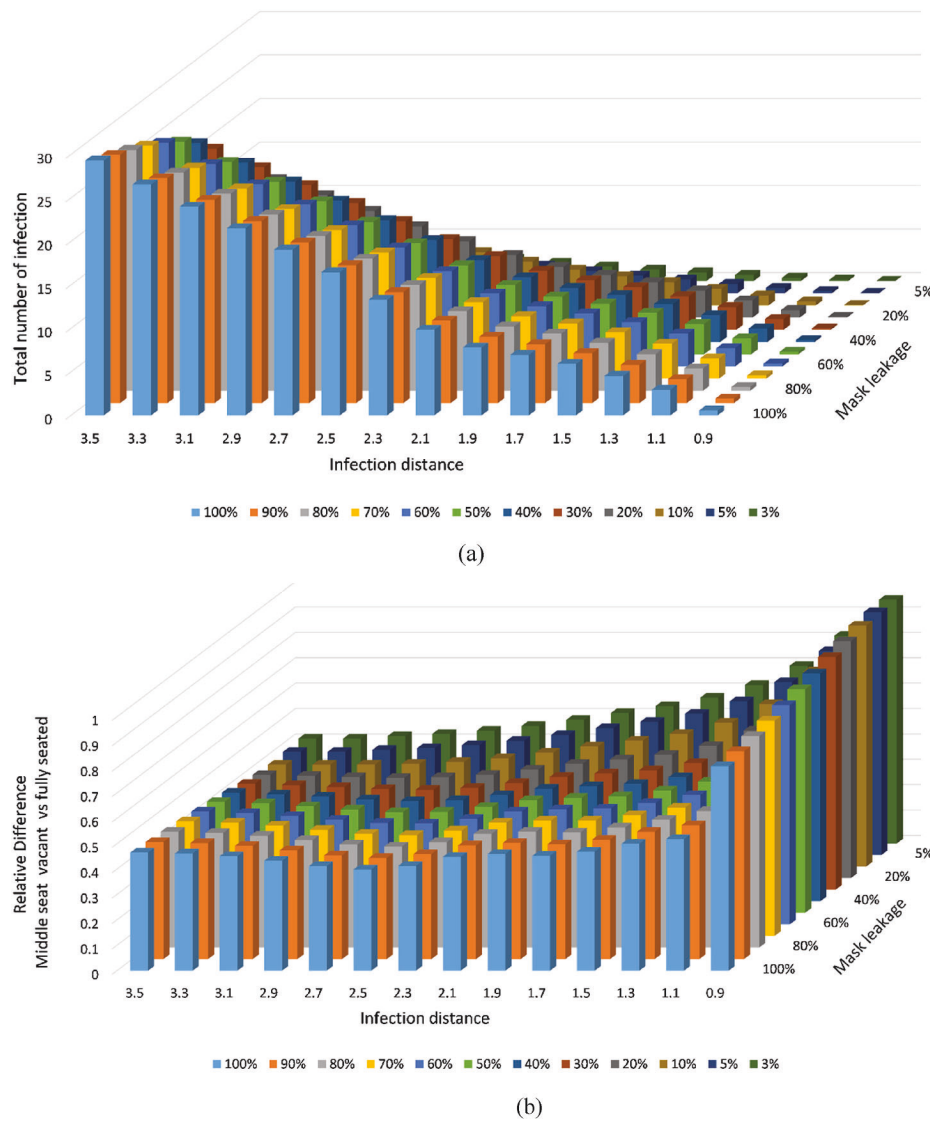 30
25
20
15
10
5
0
Total number of infection
3.5 3.3 3.1 2.9 2.7 2.5 2.3 2.1 1.9 1.7 1.5 1.3 1.1 0.9
Infection distance
5%
20%
40%
60%
80%
100%
Mask leakage
100% 90% 80% 70% 60% 50% 40% 30% 20% 10% 5% 3%
(a)
1
0.9
0.8
0.7
0.6
0.5
0.4
0.3
0.2
0.1
0
Relative Difference
Middle seat vacant vs fully seated
3.5 3.3 3.1 2.9 2.7 2.5 2.3 2.1 1.9 1.7 1.5 1.3 1.1 0.9
Infection distance
5%
20%
40%
60%
80%
100%
Mask leakage
100% 90% 80% 70% 60% 50% 40% 30% 20% 10% 5% 3%
(b)